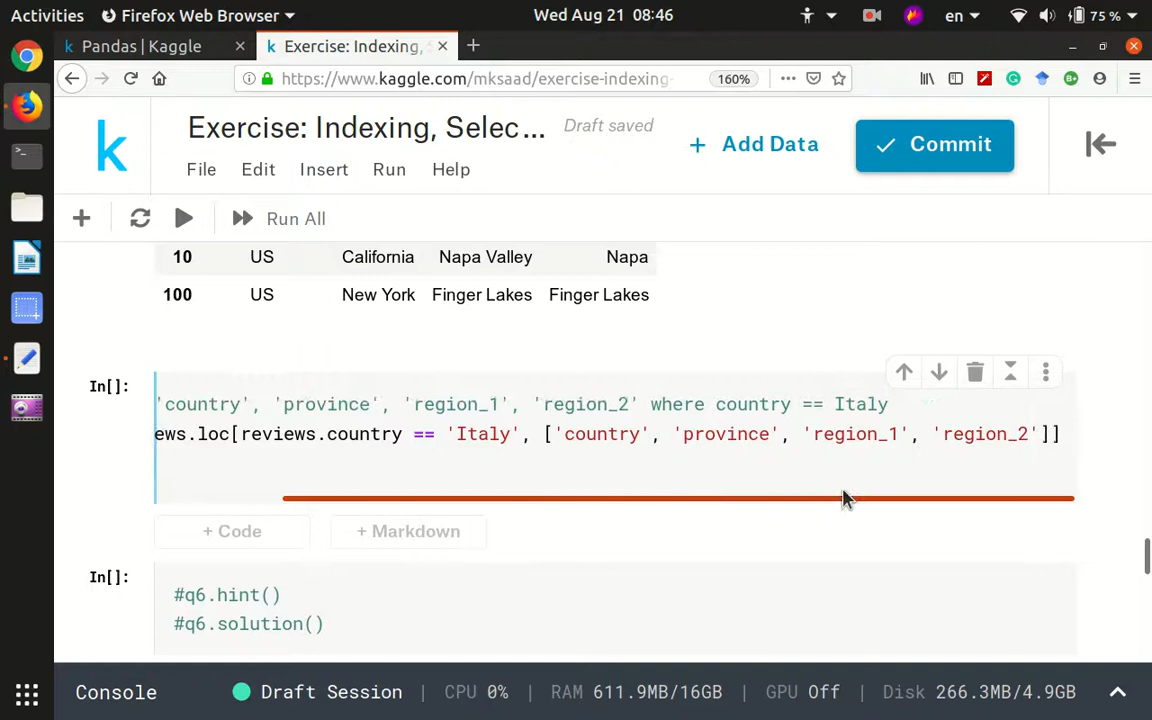 Activities Firefox Web Browser Wed Aug 21 08:46 en 75 %
Pandas | Kaggle Exercise: Indexing,
https://www.kaggle.com/mksaad/exercise-indexing- 160%
k Exercise: Indexing, Selec... Draft saved + Add Data Commit
File Edit Insert Run Help
Run All
10 US California Napa Valley Napa
100 US New York Finger Lakes Finger Lakes
In[]:
'country', 'province', 'region_1', 'region_2' where country == Italy
ews.loc[reviews.country == 'Italy', ['country', 'province', 'region_1', 'region_2']]
+ Code + Markdown
In[]:
#q6.hint()
#q6.solution()
Console Draft Session | CPU 0% | RAM 611.9MB/16GB | GPU Off | Disk 266.3MB/4.9GB